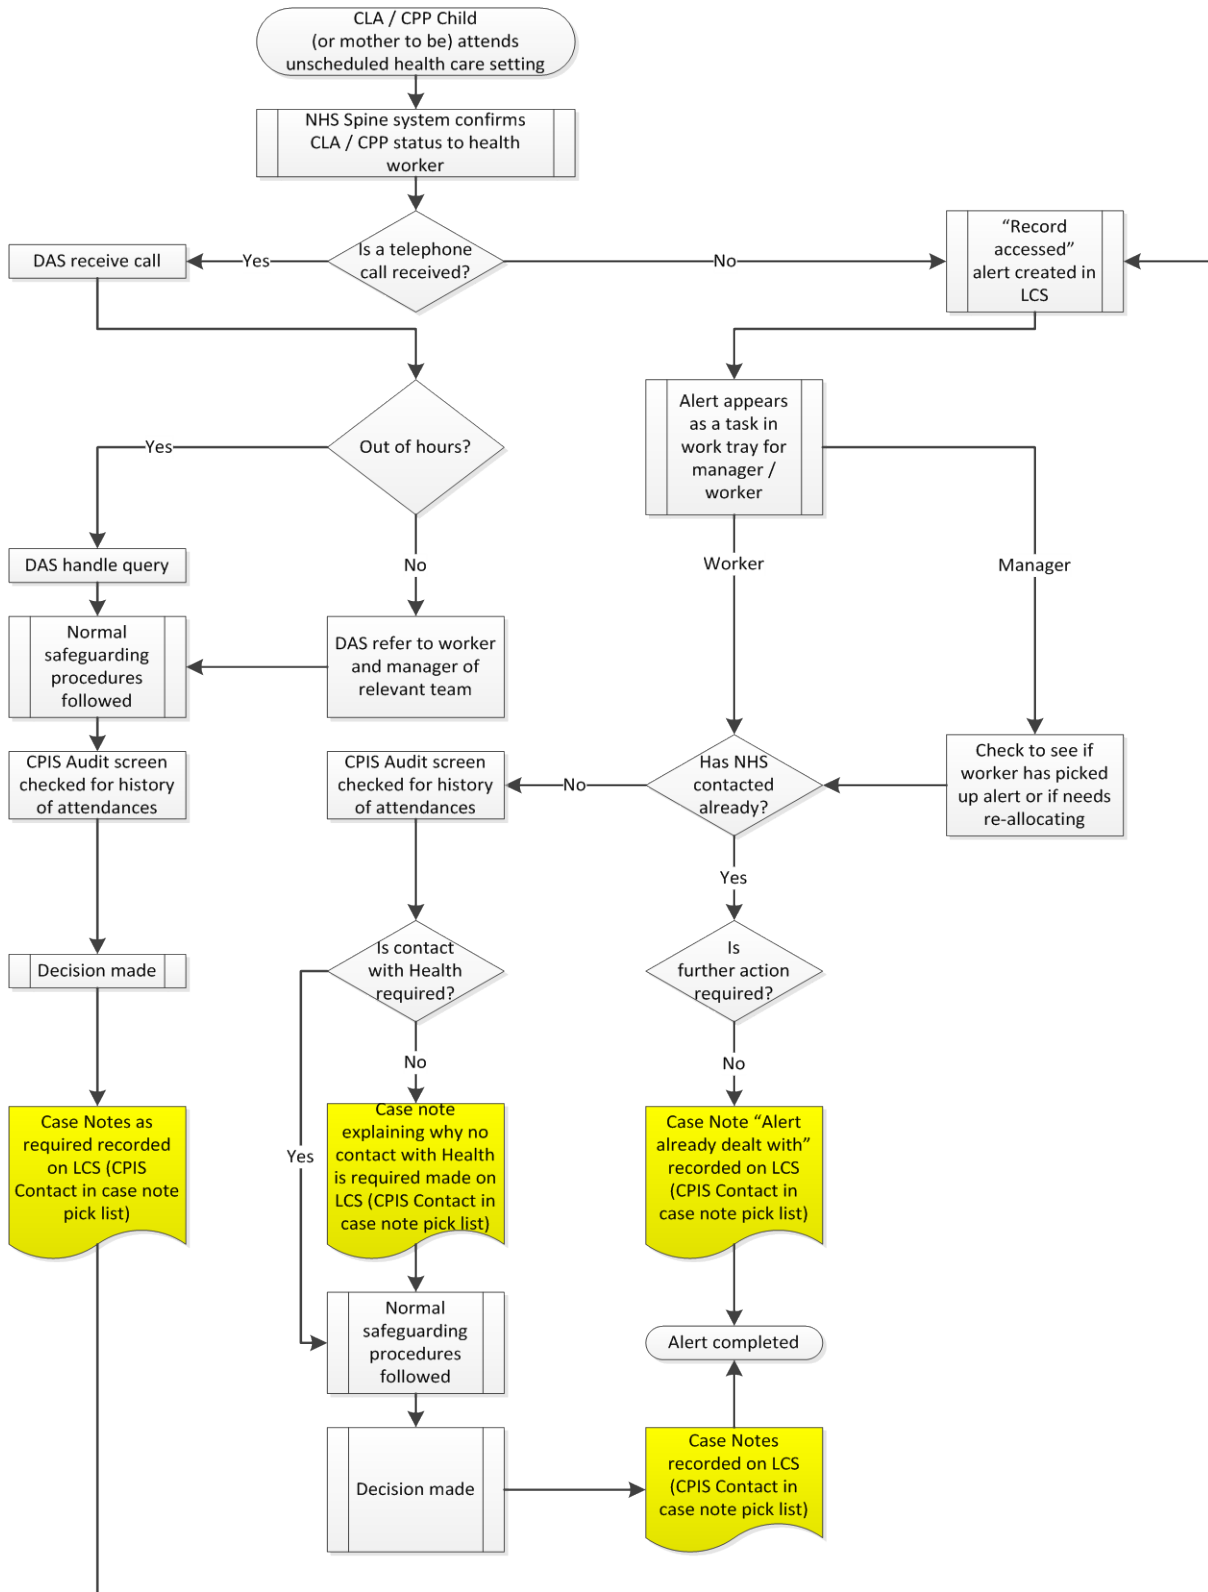 CLA / CPP Child
(or mother to be) attends
unscheduled health care setting
NHS Spine system confirms
CLA / CPP status to health
worker
Is a telephone
call received?
Yes
DAS receive call
No
“Record
accessed”
alert created in
LCS
Out of hours?
Yes
No
DAS handle query
DAS refer to worker
and manager of
relevant team
Normal
safeguarding
procedures
followed
CPIS Audit screen
checked for history
of attendances
Decision made
Case Notes as
required recorded
on LCS (CPIS
Contact in case note
pick list)
Alert appears
as a task in
work tray for
manager /
worker
Worker
Manager
Check to see if
worker has picked
up alert or if needs
re-allocating
Has NHS
contacted
already?
No
Yes
CPIS Audit screen
checked for history
of attendances
Is contact
with Health
required?
No
Yes
Case note
explaining why no
contact with Health
is required made on
LCS (CPIS Contact in
case note pick list)
Normal
safeguarding
procedures
followed
Decision made
Is
further action
required?
No
Case Note “Alert
already dealt with”
recorded on LCS
(CPIS Contact in
case note pick list)
Alert completed
Case Notes
recorded on LCS
(CPIS Contact in
case note pick list)